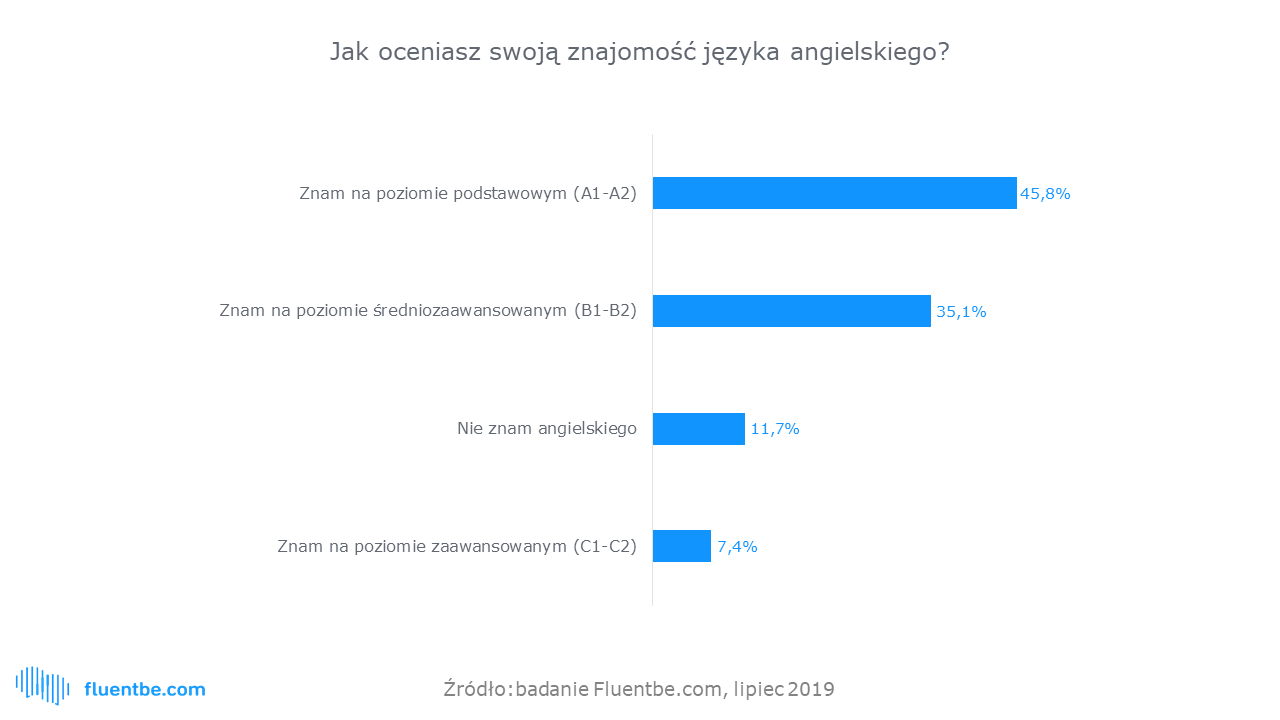 Jak oceniasz swoją znajomość języka angielskiego?
Znam na poziomie podstawowym (A1-A2)
45,8%
Znam na poziomie średniozaawansowanym (B1-B2)
35,1%
Nie znam angielskiego
11,7%
Znam na poziomie zaawansowanym (C1-C2)
7,4%
fluentbe.com
Źródło: badanie Fluentbe.com, lipiec 2019